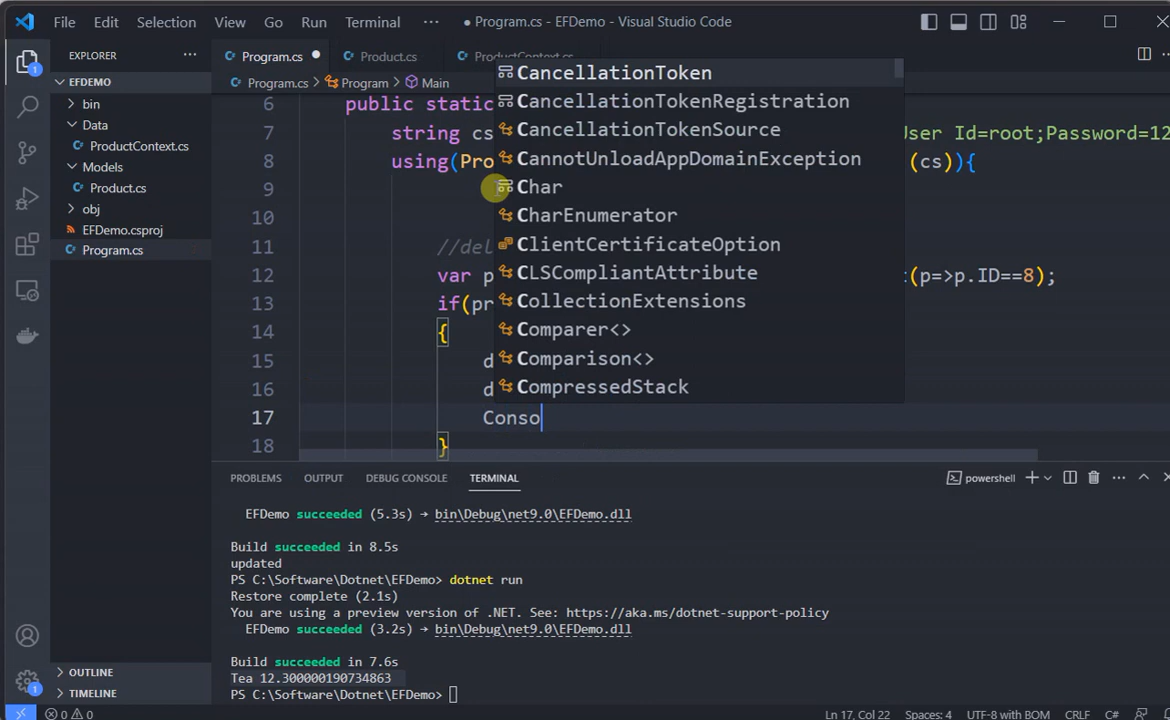 File Edit Selection View Go Run Terminal ··· ● Program.cs - EFDemo - Visual Studio Code
EXPLORER ···
Program.cs ● Product.cs ProductContext.cs
EFDEMO
Program.cs > Program > Main
bin
Data
ProductContext.cs
Models
Product.cs
obj
EFDemo.csproj
Program.cs
OUTLINE
TIMELINE
6 public static
7 string cs User Id=root;Password=12
8 using(Pro (cs)){
9
10
11 //del
12 var p t(p=>p.ID==8);
13 if(pr
14 {
15 d
16 d
17 Conso
18 }
CancellationToken
CancellationTokenRegistration
CancellationTokenSource
CannotUnloadAppDomainException
Char
CharEnumerator
ClientCertificateOption
CLSCompliantAttribute
CollectionExtensions
Comparer<>
Comparison<>
CompressedStack
PROBLEMS OUTPUT DEBUG CONSOLE TERMINAL powershell
EFDemo succeeded (5.3s) → bin\Debug\net9.0\EFDemo.dll
Build succeeded in 8.5s
updated
PS C:\Software\Dotnet\EFDemo> dotnet run
Restore complete (2.1s)
You are using a preview version of .NET. See: https://aka.ms/dotnet-support-policy
EFDemo succeeded (3.2s) → bin\Debug\net9.0\EFDemo.dll
Build succeeded in 7.6s
Tea 12.300000190734863
PS C:\Software\Dotnet\EFDemo>
0 0 Ln 17, Col 22 Spaces: 4 UTF-8 with BOM CRLF C#